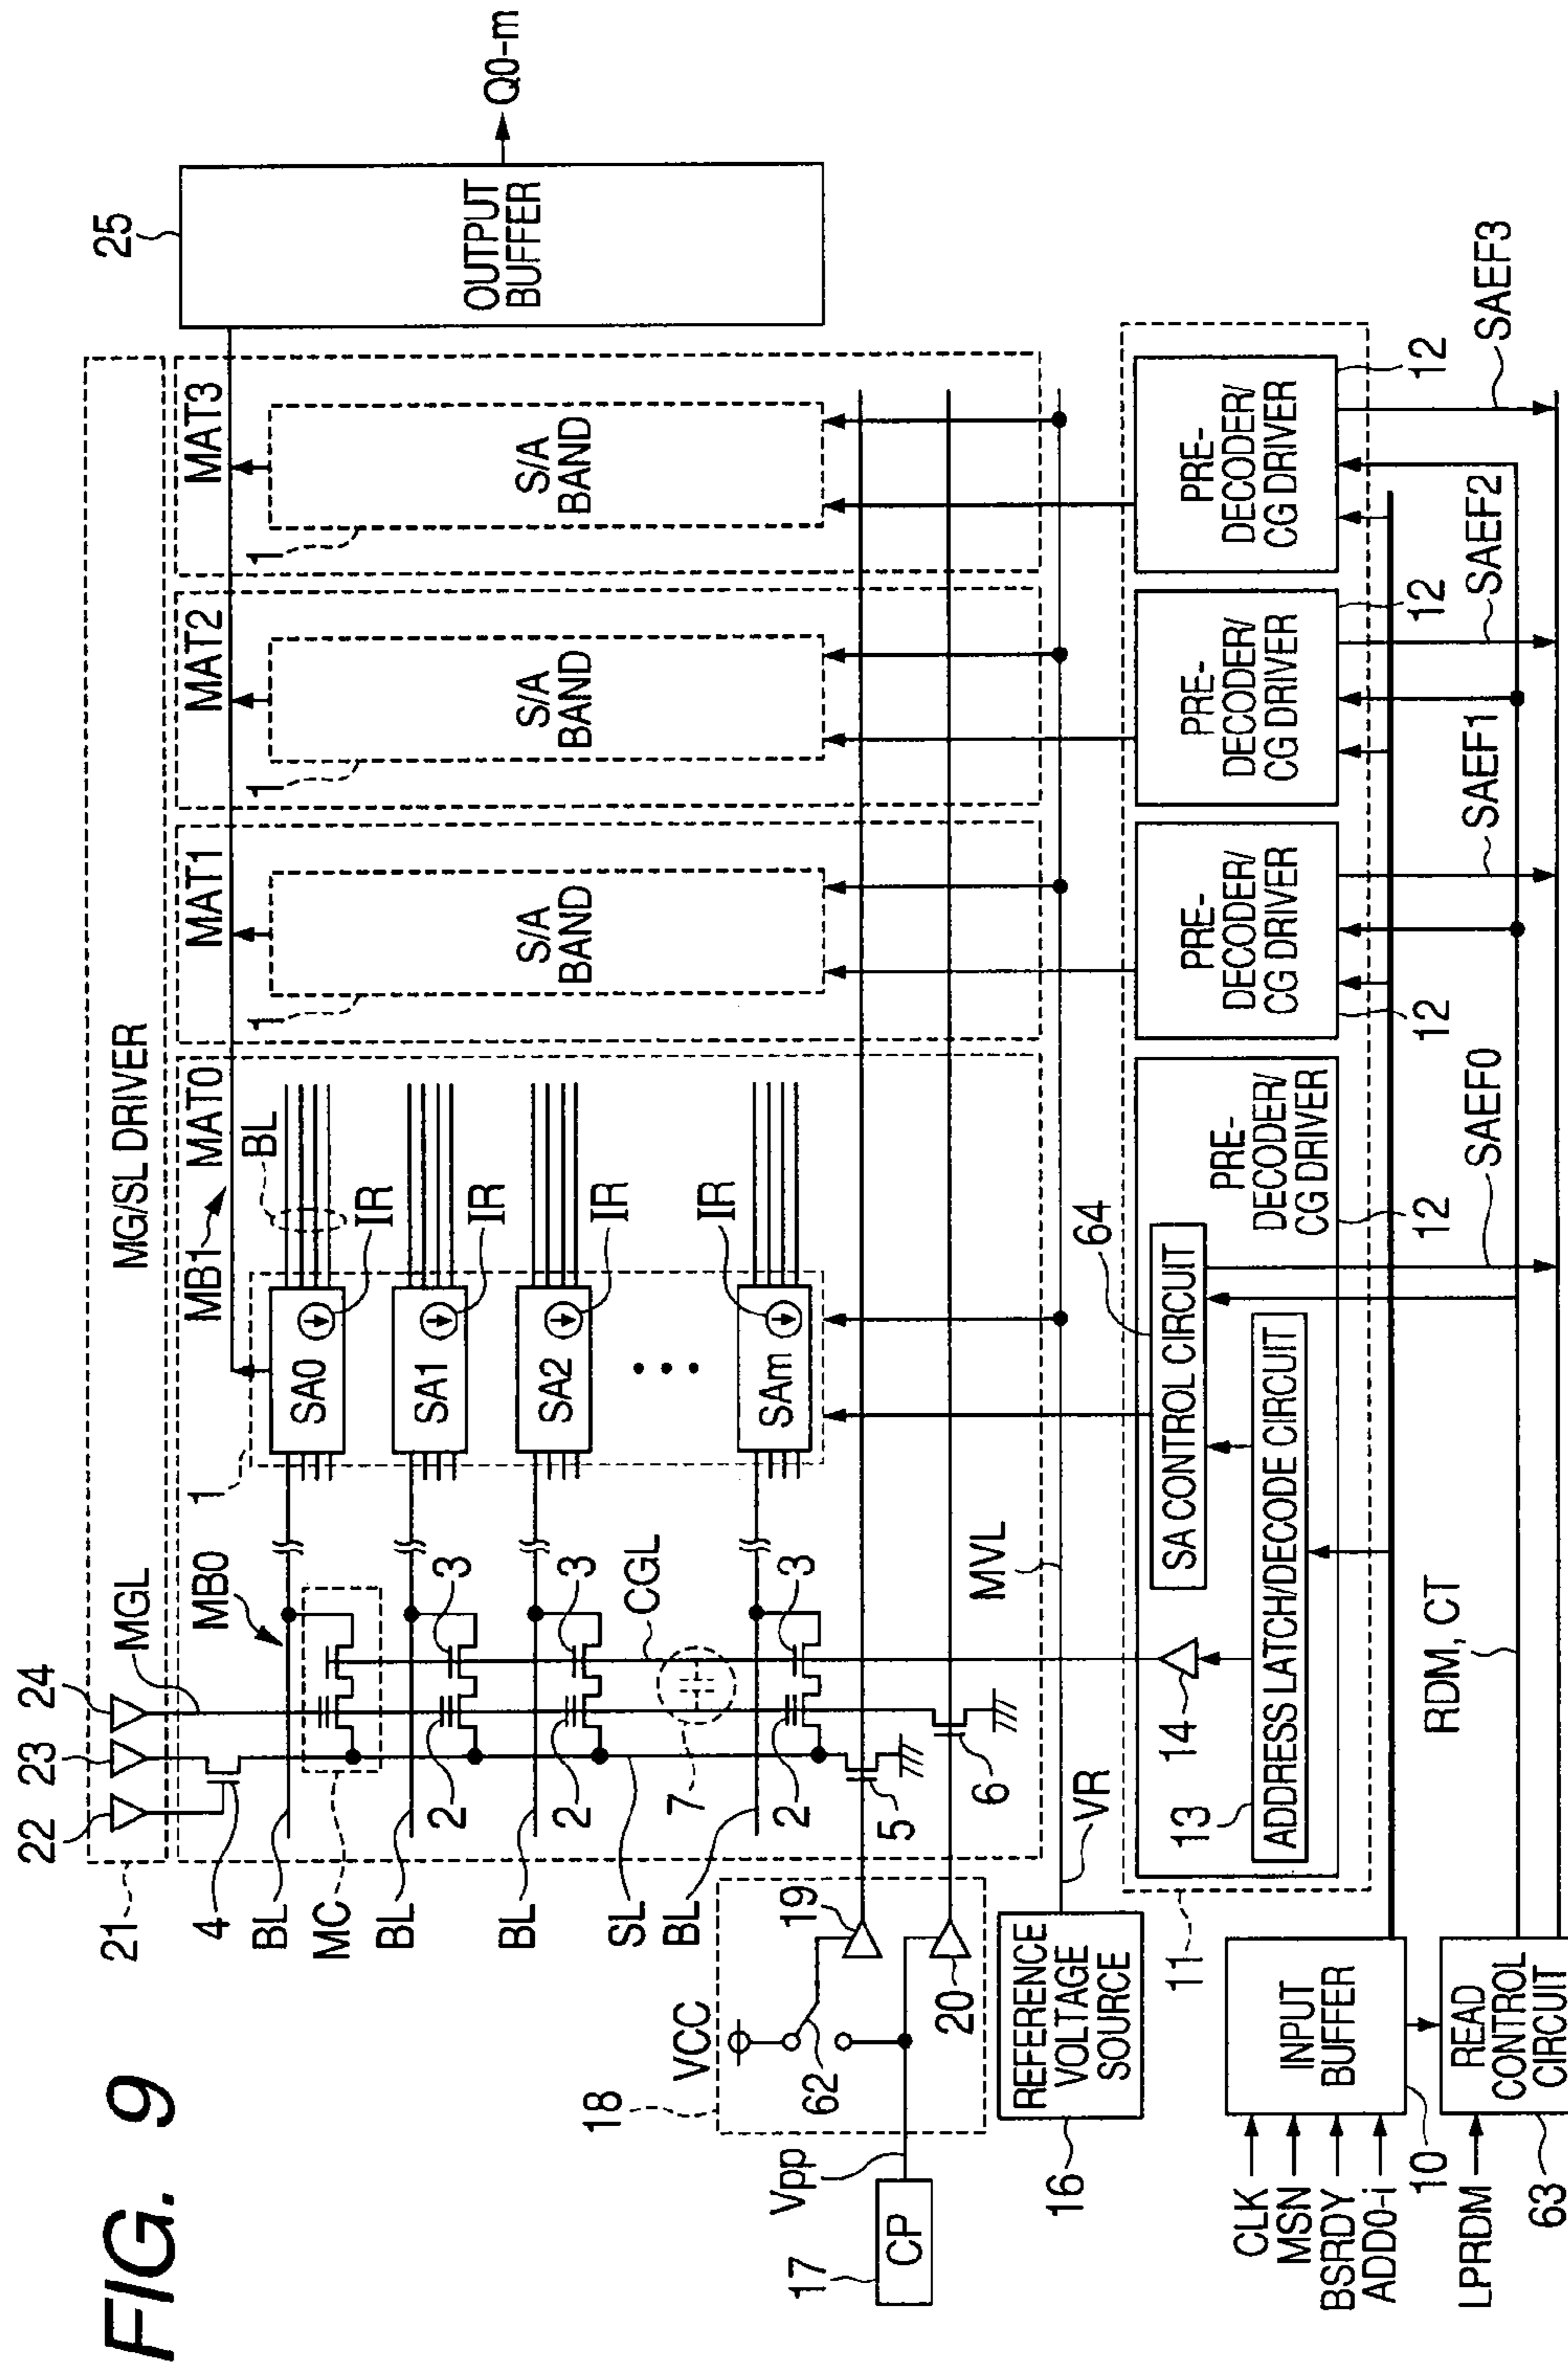 FIG. 9
21
22
23
24
MGL
MG/SL DRIVER
4
BL
MC
BL
BL
SL
BL
MB0
1
MB1
MAT0
BL
SA0
IR
SA1
IR
SA2
IR
SAm
IR
2
3
2
3
2
3
7
CGL
5
6
MVL
MAT1
1
S/A
BAND
MAT2
1
S/A
BAND
MAT3
1
S/A
BAND
25
OUTPUT
BUFFER
Q0-m
17
CP
Vpp
18
VCC
62
19
20
16
REFERENCE
VOLTAGE
SOURCE
VR
11
13
ADDRESS LATCH/DECODE CIRCUIT
14
SA CONTROL CIRCUIT
64
PRE-
DECODER/
CG DRIVER
12
PRE-
DECODER/
CG DRIVER
12
PRE-
DECODER/
CG DRIVER
12
PRE-
DECODER/
CG DRIVER
12
CLK
MSN
BSRDY
ADD0-i
10
INPUT
BUFFER
LPRDM
63
READ
CONTROL
CIRCUIT
RDM, CT
SAEF0
SAEF1
SAEF2
SAEF3